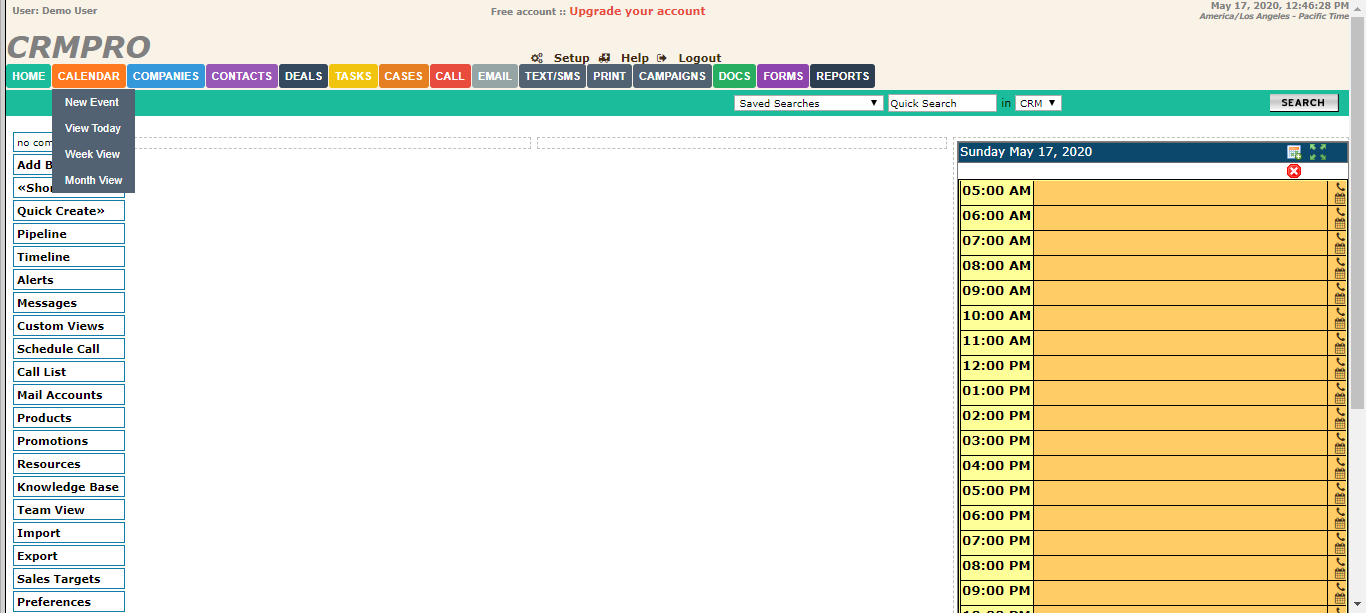 User: Demo User
Free account :: Upgrade your account
May 17, 2020, 12:46:28 PM
America/Los Angeles - Pacific Time
CRMPRO
Setup Help Logout
HOME CALENDAR COMPANIES CONTACTS DEALS TASKS CASES CALL EMAIL TEXT/SMS PRINT CAMPAIGNS DOCS FORMS REPORTS
New Event
View Today
Week View
Month View
Saved Searches Quick Search in CRM SEARCH
no com
Add B
«Sho
Quick Create»
Pipeline
Timeline
Alerts
Messages
Custom Views
Schedule Call
Call List
Mail Accounts
Products
Promotions
Resources
Knowledge Base
Team View
Import
Export
Sales Targets
Preferences
Sunday May 17, 2020
05:00 AM
06:00 AM
07:00 AM
08:00 AM
09:00 AM
10:00 AM
11:00 AM
12:00 PM
01:00 PM
02:00 PM
03:00 PM
04:00 PM
05:00 PM
06:00 PM
07:00 PM
08:00 PM
09:00 PM